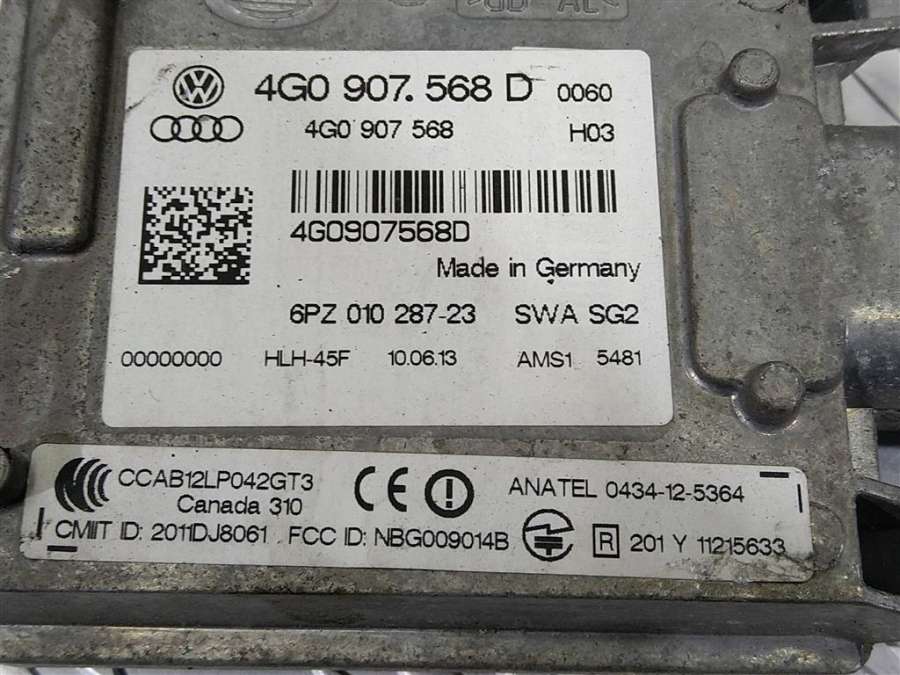 4G0 907. 568 D 0060
4G0 907 568 H03
4G0907568D
Made in Germany
6PZ 010 287-23 SWA SG2
00000000 HLH-45F 10.06.13 AMS1 5481
CCAB12LP042GT3
Canada 310
CE
ANATEL 0434-12-5364
CMIIT ID: 2011DJ8061 FCC ID: NBG009014B
R 201 Y 11215633